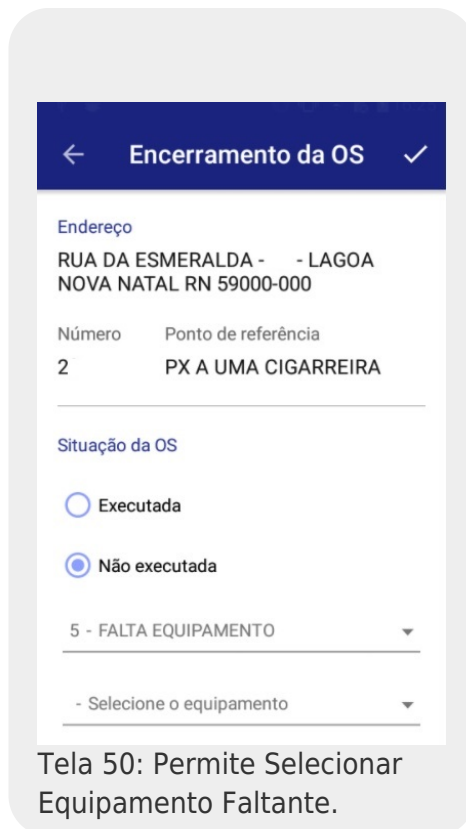 Encerramento da OS
Endereço
RUA DA ESMERALDA - - LAGOA
NOVA NATAL RN 59000-000
Número Ponto de referência
2 PX A UMA CIGARREIRA
Situação da OS
Executada
Não executada
5 - FALTA EQUIPAMENTO
- Selecione o equipamento
Tela 50: Permite Selecionar
Equipamento Faltante.